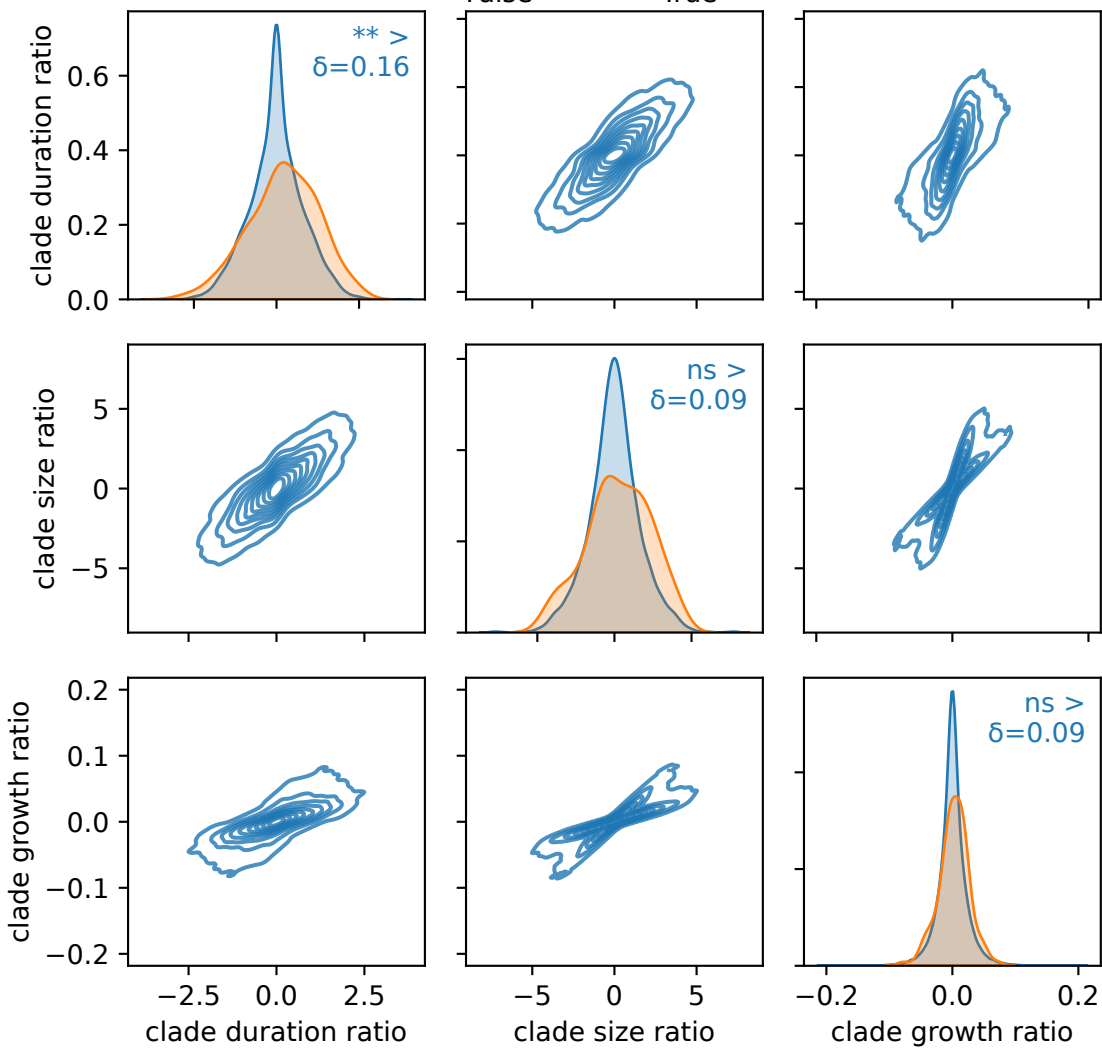 False True
clade duration ratio
0.6
0.4
0.2
0.0
** >
δ=0.16
clade size ratio
5
0
−5
ns >
δ=0.09
clade growth ratio
0.2
0.1
0.0
−0.1
−0.2
ns >
δ=0.09
−2.5 0.0 2.5
clade duration ratio
−5 0 5
clade size ratio
−0.2 0.0 0.2
clade growth ratio